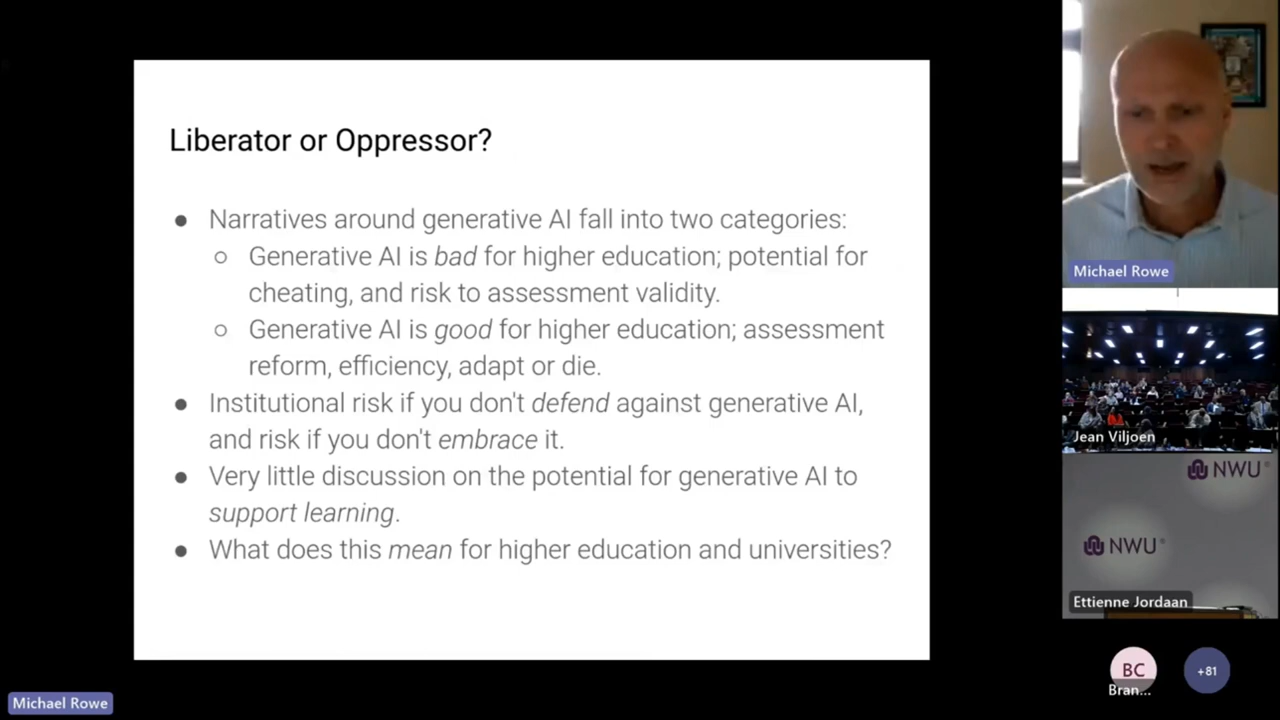 Liberator or Oppressor?
● Narratives around generative AI fall into two categories:
○ Generative AI is bad for higher education; potential for
cheating, and risk to assessment validity.
○ Generative AI is good for higher education; assessment
reform, efficiency, adapt or die.
● Institutional risk if you don't defend against generative AI,
and risk if you don't embrace it.
● Very little discussion on the potential for generative AI to
support learning.
● What does this mean for higher education and universities?
Michael Rowe
Jean Viljoen
NWU®
NWU®
Ettienne Jordaan
BC
Bran...
+81
Michael Rowe